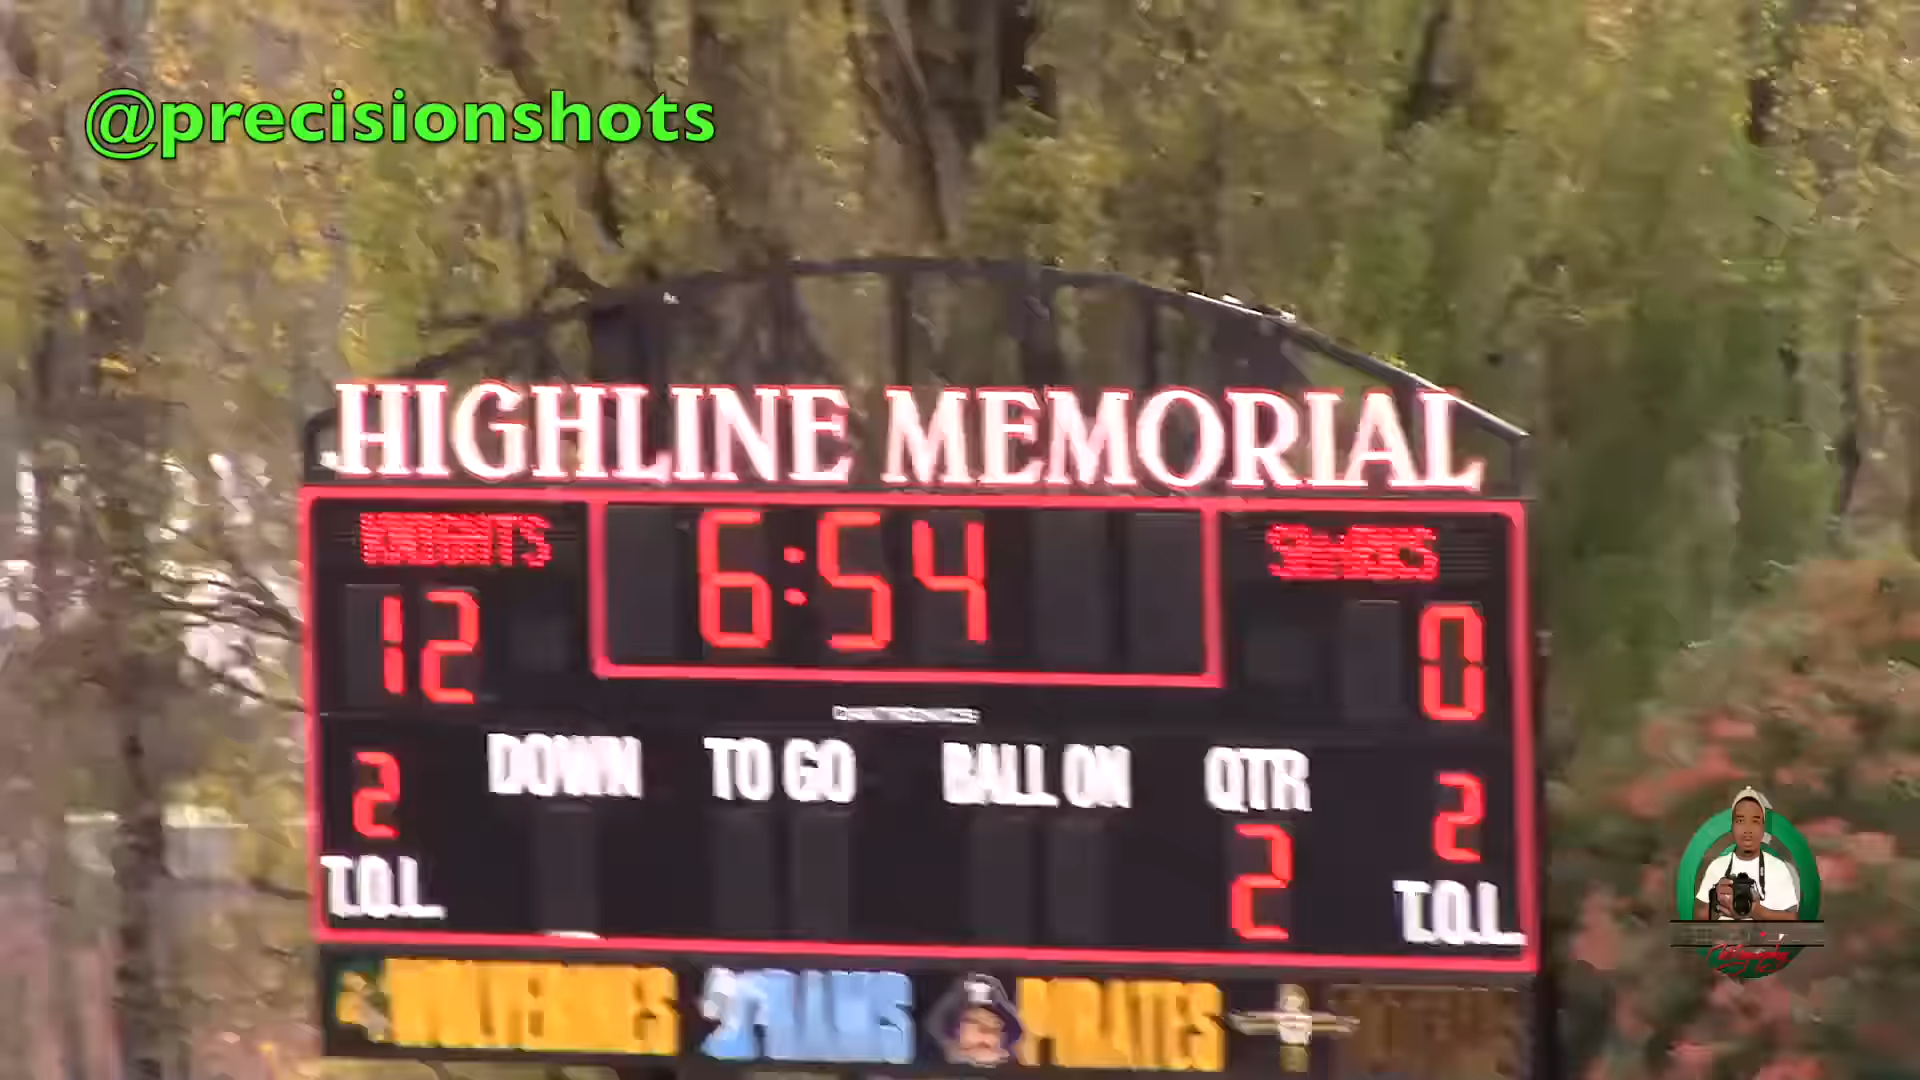 @precisionshots
HIGHLINE MEMORIAL
KNIGHTS 6:54
12 0
DOWN TO GO BALL ON QTR
2 2 2
T.O.L. T.O.L.
WOLVERINES RAMS PIRATES